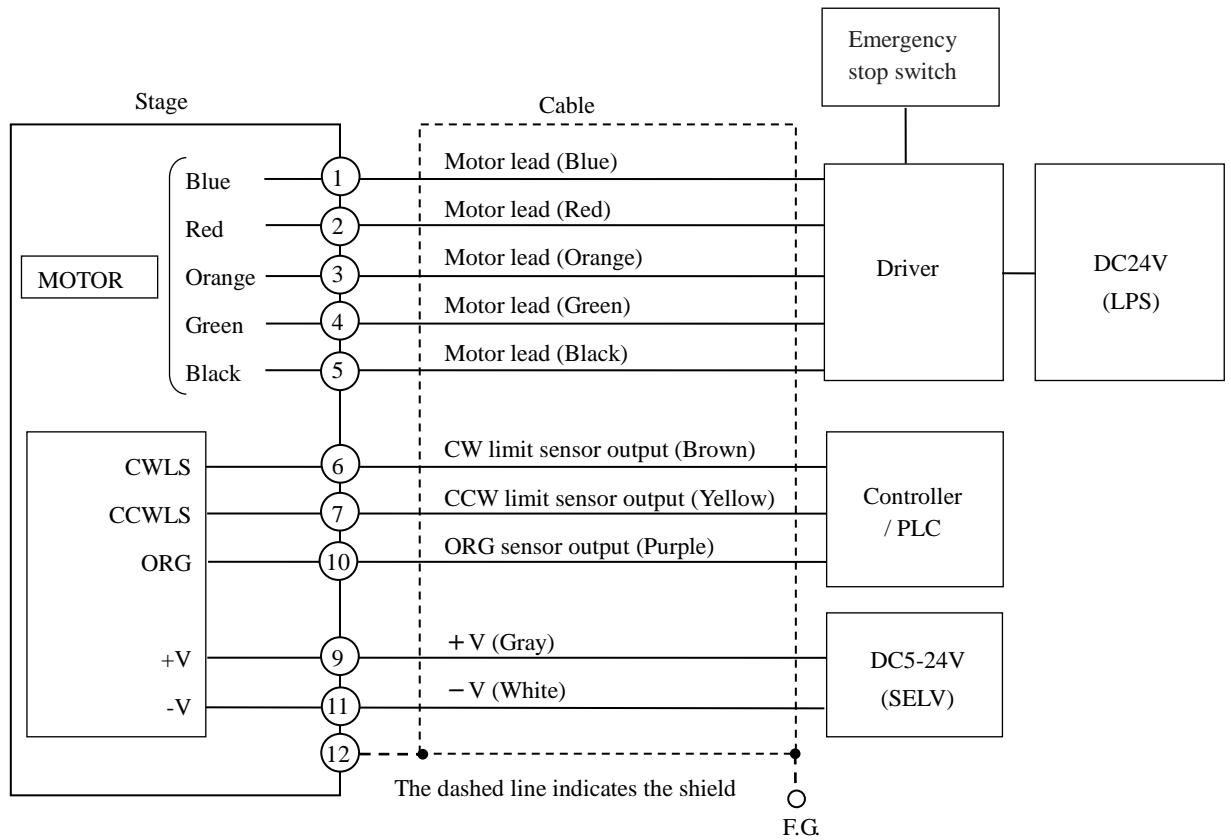 Emergency
stop switch
Stage
Cable
MOTOR
Blue
1
Motor lead (Blue)
Red
2
Motor lead (Red)
Orange
3
Motor lead (Orange)
Green
4
Motor lead (Green)
Black
5
Motor lead (Black)
Driver
DC24V
(LPS)
CWLS
6
CW limit sensor output (Brown)
CCWLS
7
CCW limit sensor output (Yellow)
ORG
10
ORG sensor output (Purple)
Controller
/ PLC
+V
9
+V (Gray)
-V
11
−V (White)
DC5-24V
(SELV)
12
The dashed line indicates the shield
F.G.